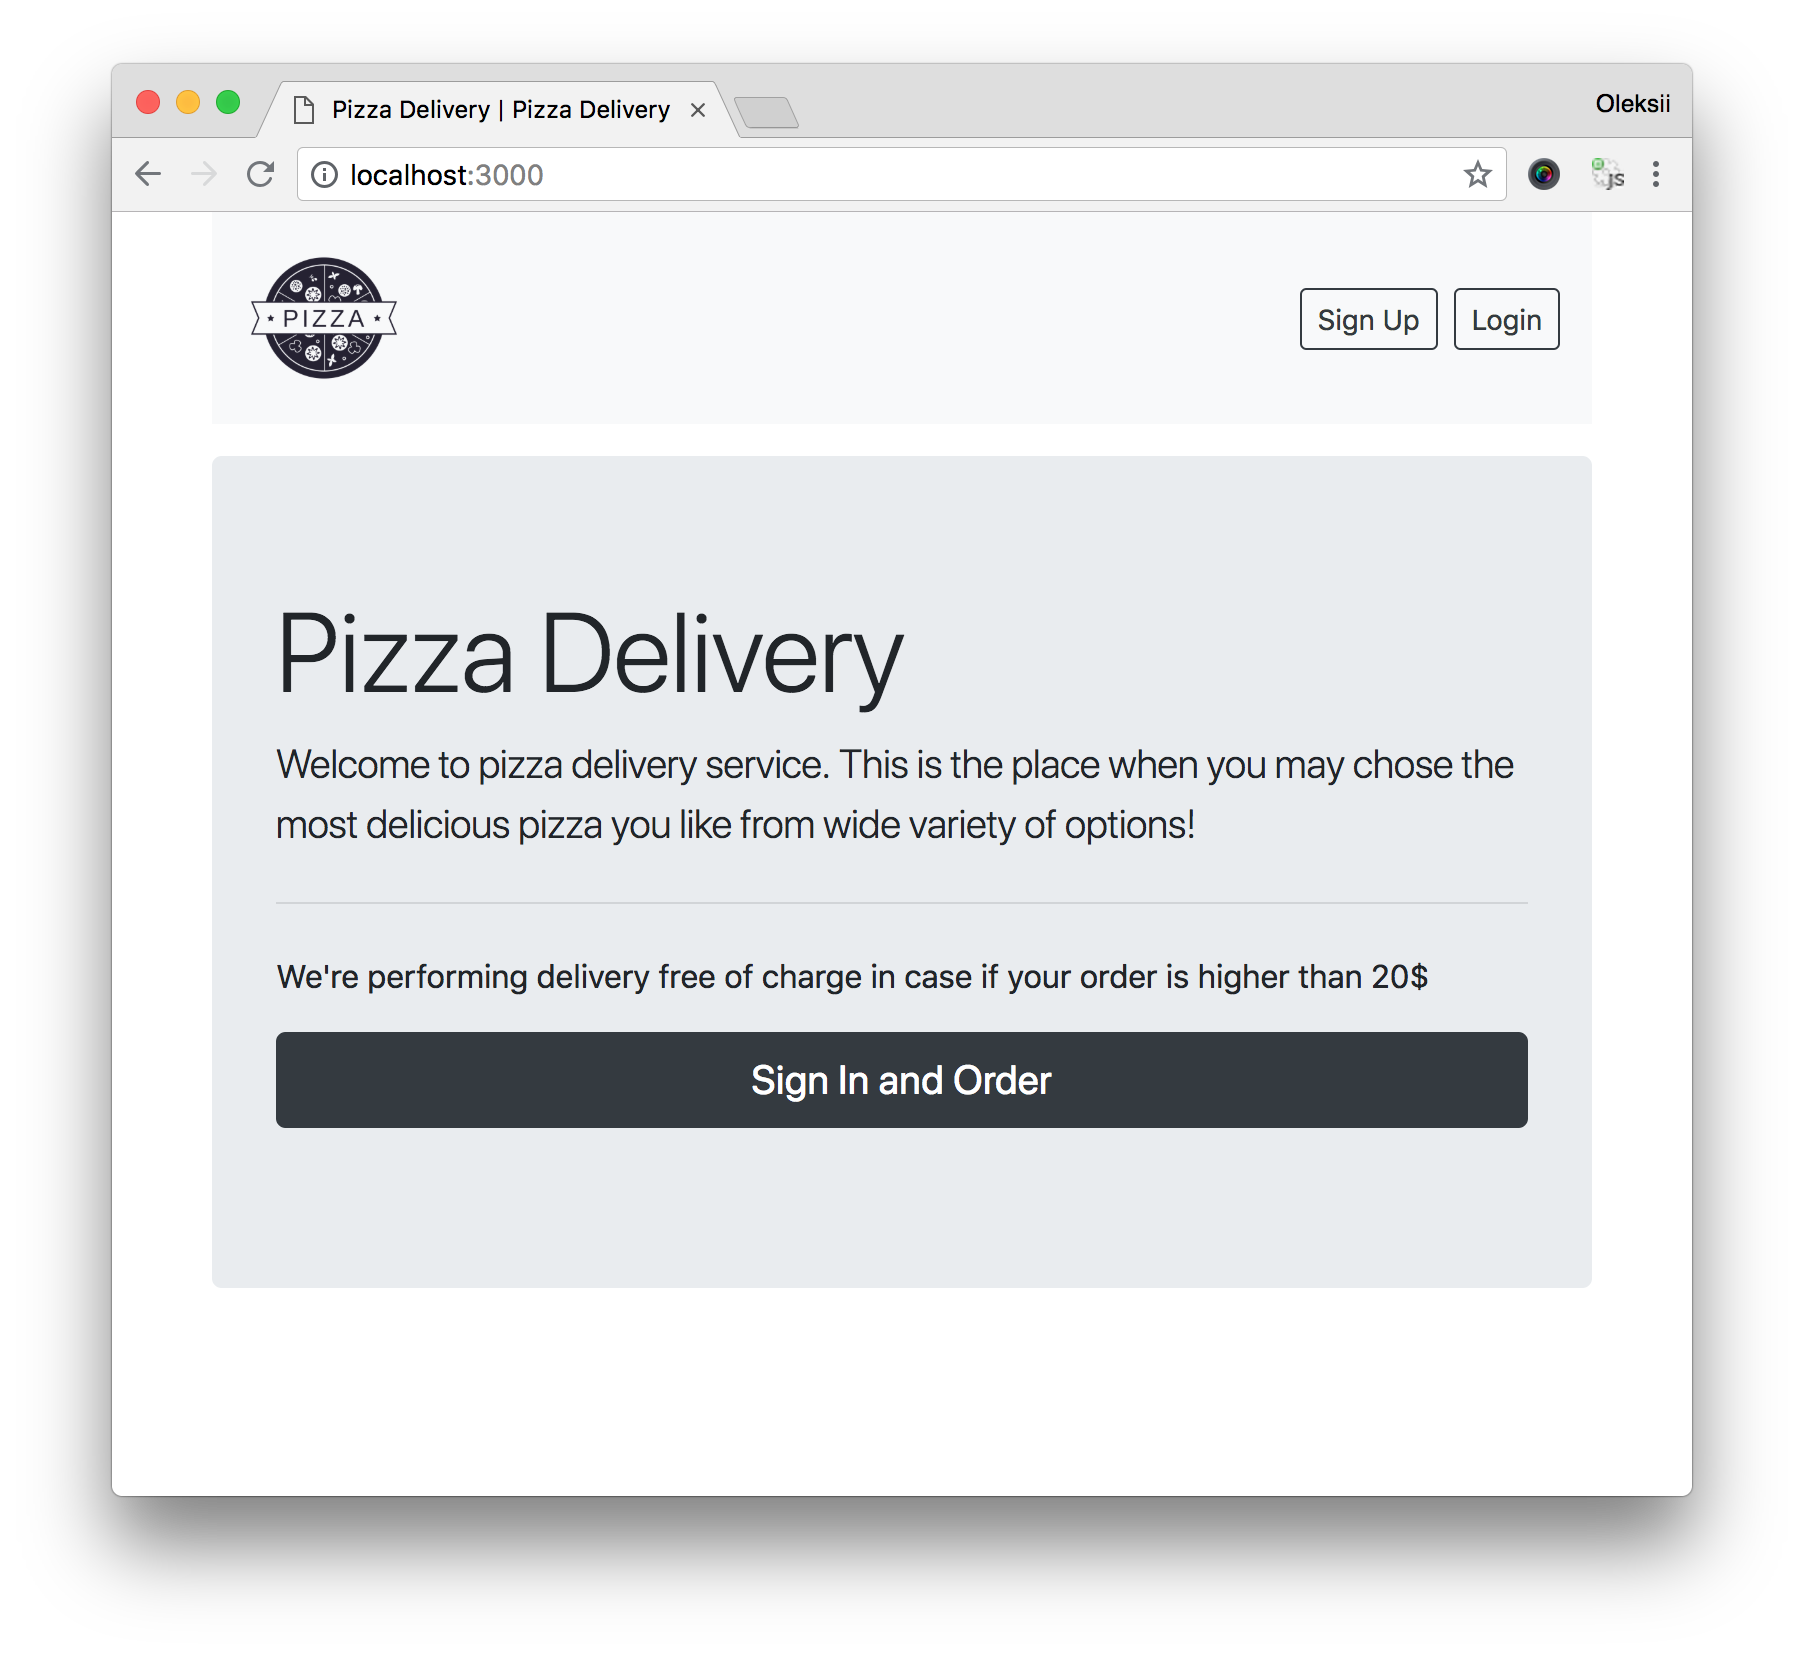 Pizza Delivery | Pizza Delivery
Oleksii
localhost:3000
js
PIZZA
Sign Up
Login
Pizza Delivery
Welcome to pizza delivery service. This is the place when you may chose the
most delicious pizza you like from wide variety of options!
We're performing delivery free of charge in case if your order is higher than 20$
Sign In and Order